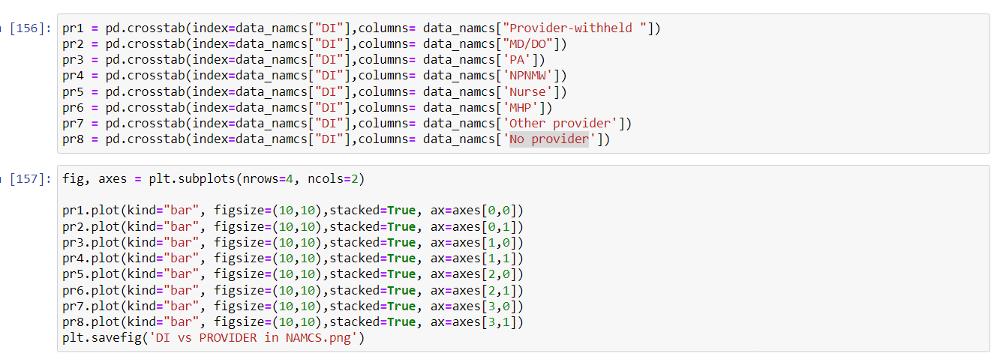 [156]: pr1 = pd.crosstab(index=data_namcs["DI"],columns= data_namcs["Provider-withheld "])
pr2 = pd.crosstab(index=data_namcs["DI"],columns= data_namcs["MD/DO"])
pr3 = pd.crosstab(index=data_namcs["DI"],columns= data_namcs['PA'])
pr4 = pd.crosstab(index=data_namcs["DI"],columns= data_namcs['NPNMW'])
pr5 = pd.crosstab(index=data_namcs["DI"],columns= data_namcs['Nurse'])
pr6 = pd.crosstab(index=data_namcs["DI"],columns= data_namcs['MHP'])
pr7 = pd.crosstab(index=data_namcs["DI"],columns= data_namcs['Other provider'])
pr8 = pd.crosstab(index=data_namcs["DI"],columns= data_namcs['No provider'])
[157]: fig, axes = plt.subplots(nrows=4, ncols=2)
pr1.plot(kind="bar", figsize=(10,10),stacked=True, ax=axes[0,0])
pr2.plot(kind="bar", figsize=(10,10),stacked=True, ax=axes[0,1])
pr3.plot(kind="bar", figsize=(10,10),stacked=True, ax=axes[1,0])
pr4.plot(kind="bar", figsize=(10,10),stacked=True, ax=axes[1,1])
pr5.plot(kind="bar", figsize=(10,10),stacked=True, ax=axes[2,0])
pr6.plot(kind="bar", figsize=(10,10),stacked=True, ax=axes[2,1])
pr7.plot(kind="bar", figsize=(10,10),stacked=True, ax=axes[3,0])
pr8.plot(kind="bar", figsize=(10,10),stacked=True, ax=axes[3,1])
plt.savefig('DI vs PROVIDER in NAMCS.png')